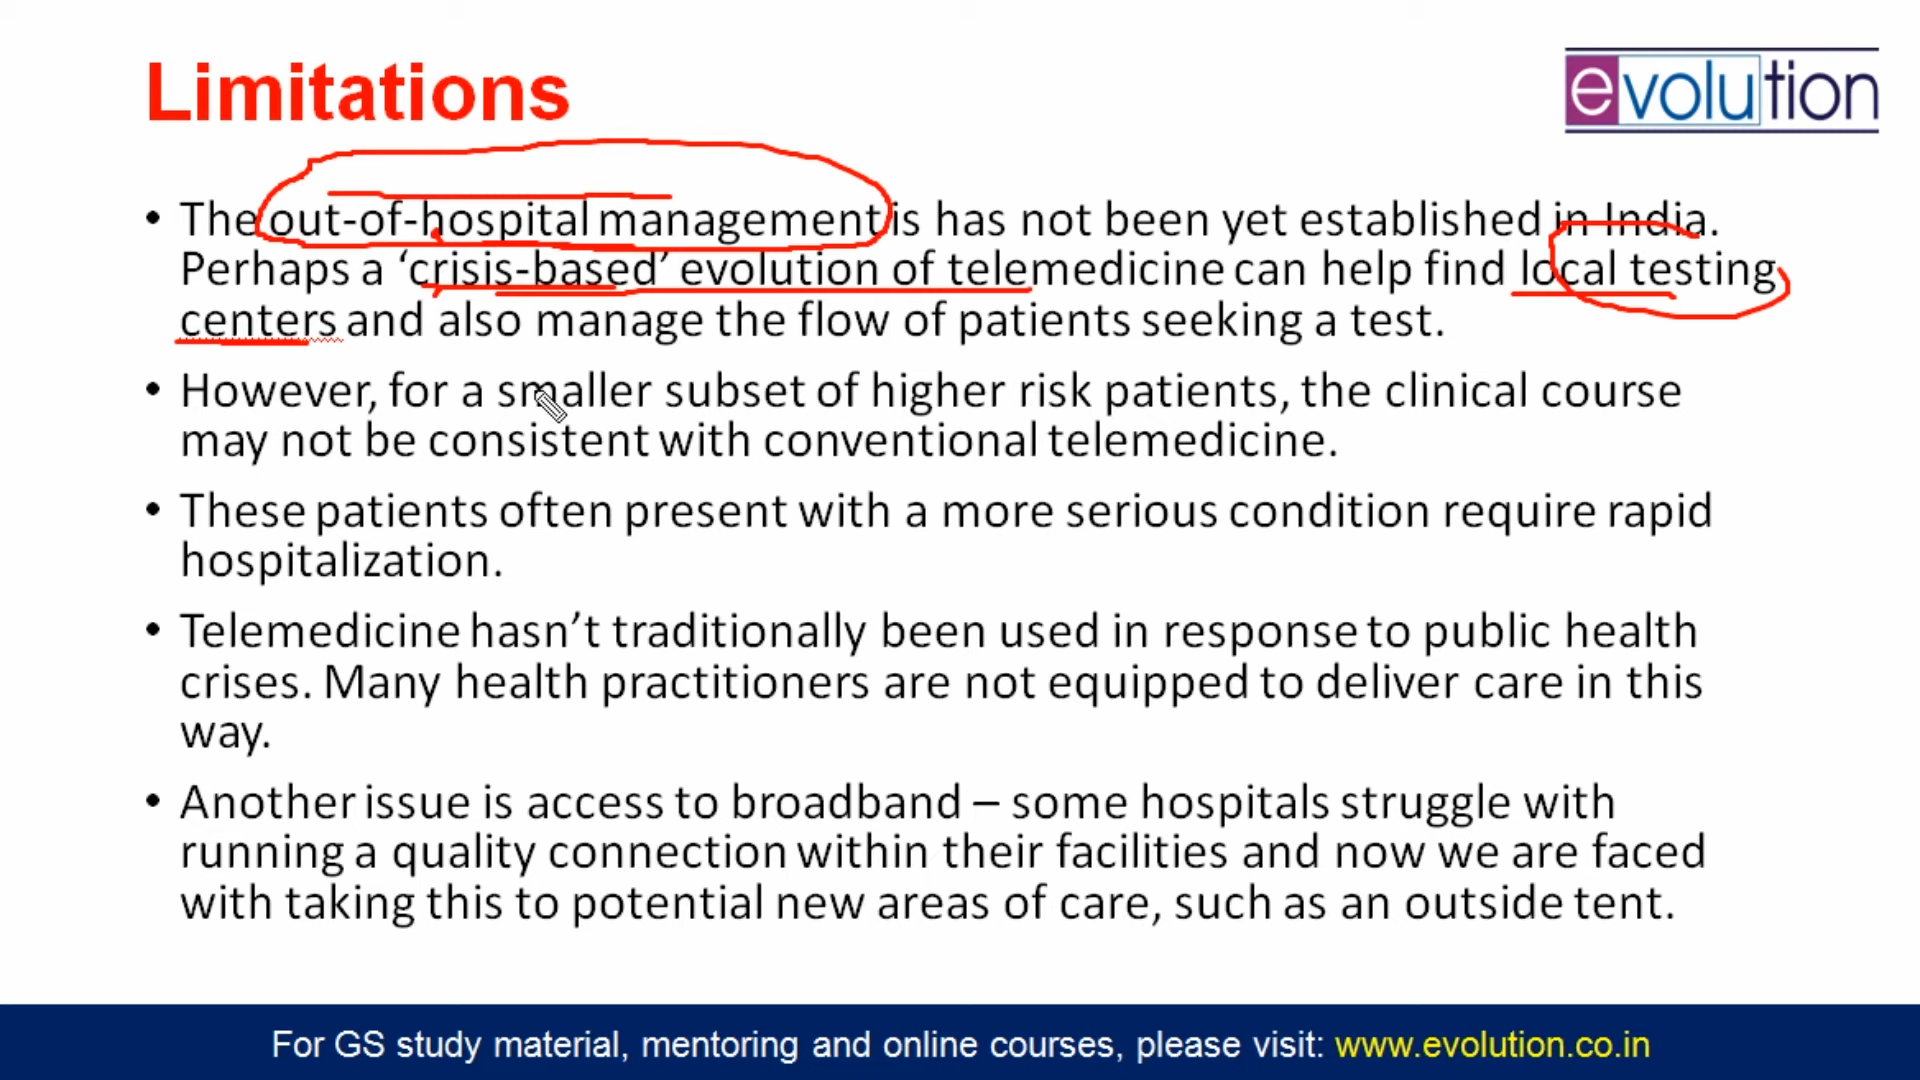 Limitations
evolution
• The out-of-hospital management is has not been yet established in India.
Perhaps a ‘crisis-based’ evolution of telemedicine can help find local testing
centers and also manage the flow of patients seeking a test.
• However, for a smaller subset of higher risk patients, the clinical course
may not be consistent with conventional telemedicine.
• These patients often present with a more serious condition require rapid
hospitalization.
• Telemedicine hasn’t traditionally been used in response to public health
crises. Many health practitioners are not equipped to deliver care in this
way.
• Another issue is access to broadband – some hospitals struggle with
running a quality connection within their facilities and now we are faced
with taking this to potential new areas of care, such as an outside tent.
For GS study material, mentoring and online courses, please visit: www.evolution.co.in